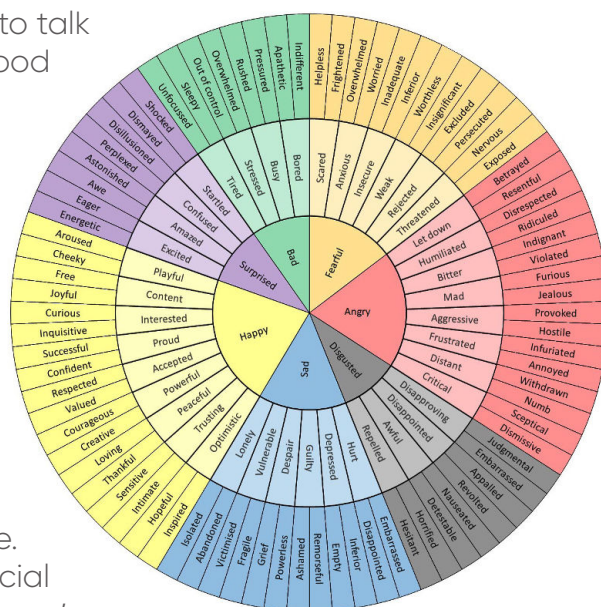 to talk
ood
e.
cial
Bad
Fearful
Angry
Disgusted
Sad
Happy
Surprised
Tired
Stressed
Busy
Bored
Scared
Anxious
Insecure
Weak
Rejected
Threatened
Let down
Humiliated
Bitter
Mad
Aggressive
Frustrated
Distant
Critical
Disapproving
Disappointed
Awful
Repelled
Hurt
Depressed
Guilty
Despair
Vulnerable
Lonely
Optimistic
Trusting
Peaceful
Powerful
Accepted
Proud
Interested
Content
Playful
Excited
Amazed
Confused
Startled
Unfocussed
Sleepy
Out of control
Overwhelmed
Rushed
Pressured
Apathetic
Indifferent
Helpless
Frightened
Overwhelmed
Worried
Inadequate
Inferior
Worthless
Insignificant
Excluded
Persecuted
Nervous
Exposed
Betrayed
Resentful
Disrespected
Ridiculed
Indignant
Violated
Furious
Jealous
Provoked
Hostile
Infuriated
Annoyed
Withdrawn
Numb
Sceptical
Dismissive
Judgmental
Embarrassed
Appalled
Revolted
Nauseated
Detestable
Horrified
Hesitant
Embarrassed
Disappointed
Inferior
Empty
Remorseful
Ashamed
Powerless
Grief
Fragile
Victimised
Abandoned
Isolated
Inspired
Hopeful
Intimate
Sensitive
Thankful
Loving
Creative
Courageous
Valued
Respected
Confident
Successful
Inquisitive
Curious
Joyful
Free
Cheeky
Aroused
Energetic
Eager
Awe
Astonished
Perplexed
Disillusioned
Dismayed
Shocked